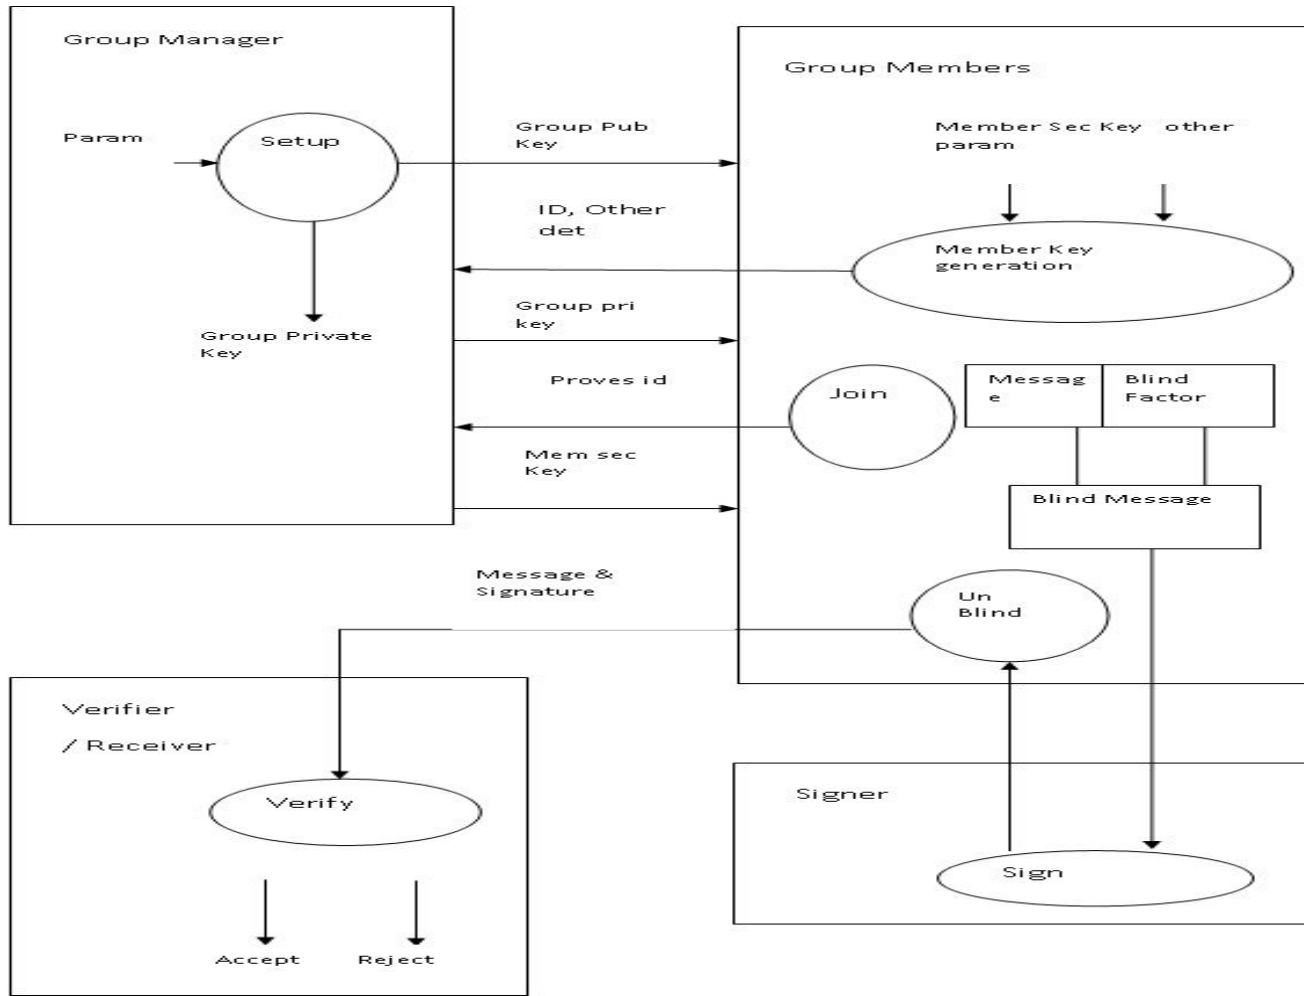 Group Manager
Param
Setup
Group Private
Key
Group Pub
Key
ID, Other
det
Group pri
key
Proves id
Mem sec
Key
Message &
Signature
Group Members
Member Sec Key other
param
Member Key
generation
Join
Messag
e
Blind
Factor
Blind Message
Un
Blind
Verifier
/ Receiver
Verify
Accept Reject
Signer
Sign